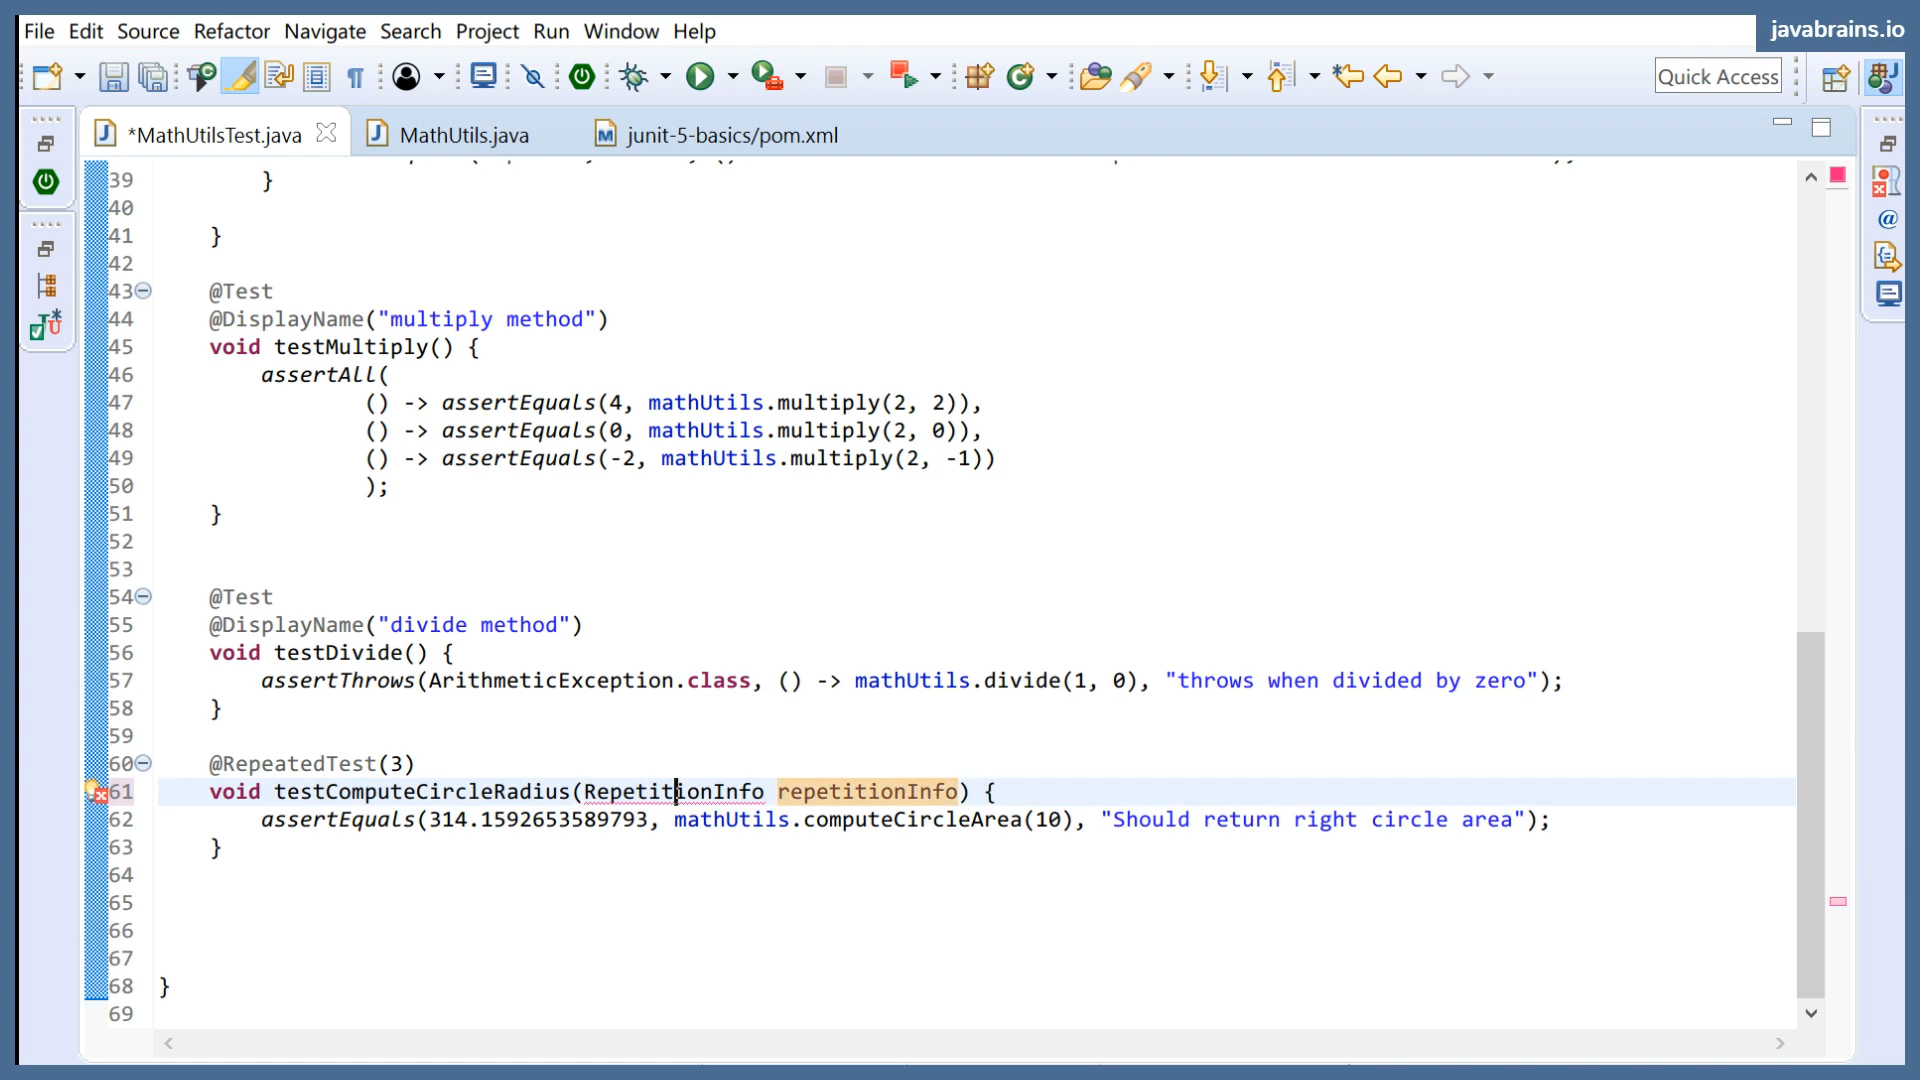 javabrains.io
File Edit Source Refactor Navigate Search Project Run Window Help
Quick Access
*MathUtilsTest.java MathUtils.java junit-5-basics/pom.xml
39 }
40
41 }
42
43 @Test
44 @DisplayName("multiply method")
45 void testMultiply() {
46 assertAll(
47 () -> assertEquals(4, mathUtils.multiply(2, 2)),
48 () -> assertEquals(0, mathUtils.multiply(2, 0)),
49 () -> assertEquals(-2, mathUtils.multiply(2, -1))
50 );
51 }
52
53
54 @Test
55 @DisplayName("divide method")
56 void testDivide() {
57 assertThrows(ArithmeticException.class, () -> mathUtils.divide(1, 0), "throws when divided by zero");
58 }
59
60 @RepeatedTest(3)
61 void testComputeCircleRadius(RepetitionInfo repetitionInfo) {
62 assertEquals(314.1592653589793, mathUtils.computeCircleArea(10), "Should return right circle area");
63 }
64
65
66
67
68 }
69